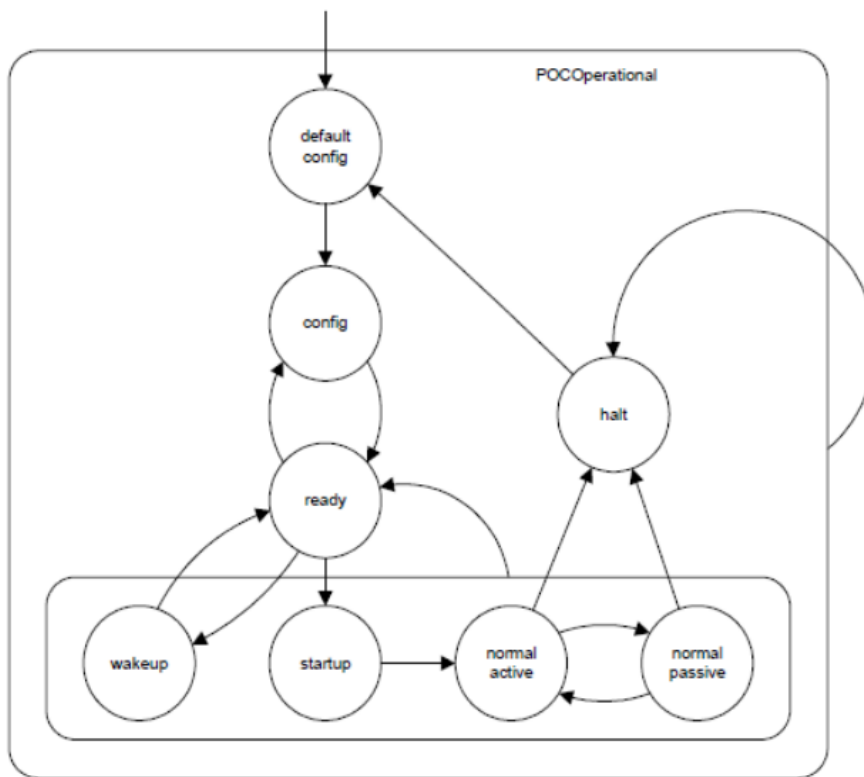 POCOperational
default
config
config
halt
ready
wakeup
startup
normal
active
normal
passive